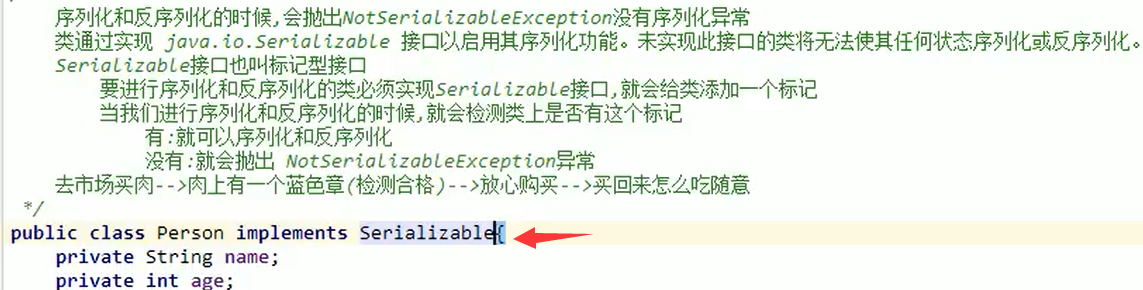 序列化和反序列化的时候,会抛出NotSerializableException没有序列化异常
类通过实现 java.io.Serializable 接口以启用其序列化功能。未实现此接口的类将无法使其任何状态序列化或反序列化。
Serializable接口也叫标记型接口
要进行序列化和反序列化的类必须实现Serializable接口,就会给类添加一个标记
当我们进行序列化和反序列化的时候,就会检测类上是否有这个标记
有:就可以序列化和反序列化
没有:就会抛出 NotSerializableException异常
去市场买肉-->肉上有一个蓝色章(检测合格)-->放心购买-->买回来怎么吃随意
*/
public class Person implements Serializable{
private String name;
private int age;